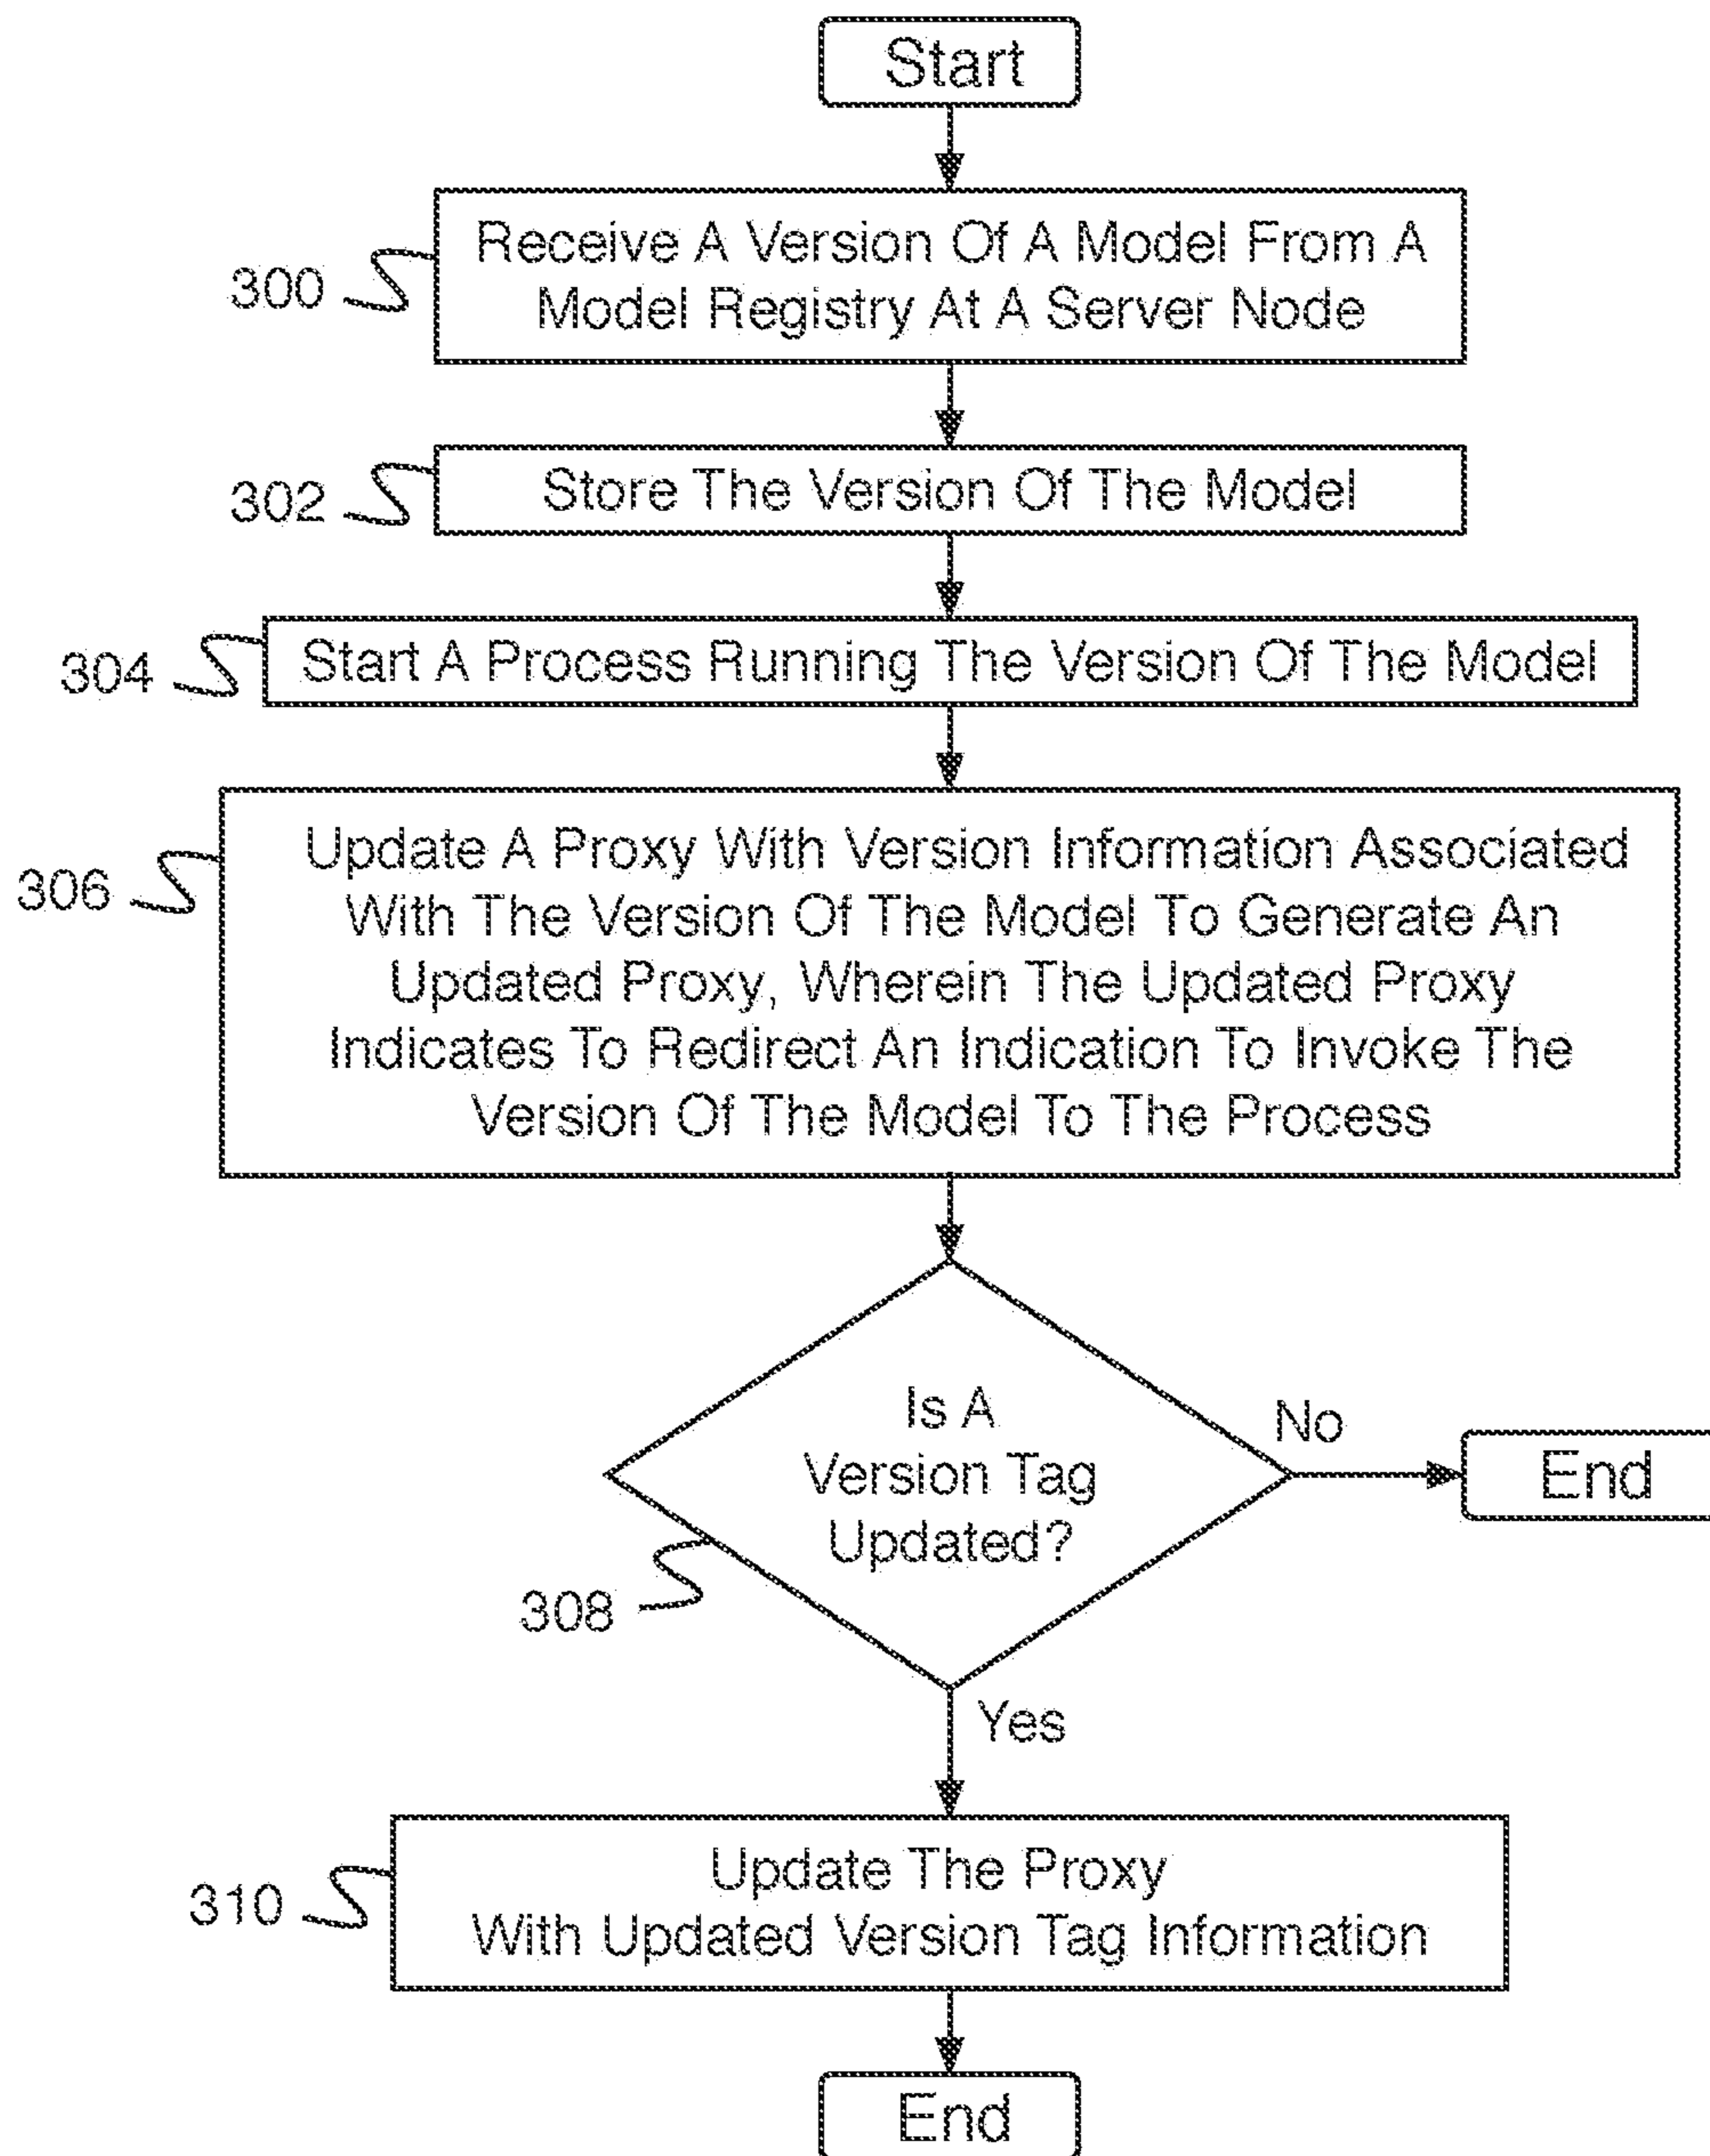 Start
300
Receive A Version Of A Model From A
Model Registry At A Server Node
302
Store The Version Of The Model
304
Start A Process Running The Version Of The Model
306
Update A Proxy With Version Information Associated
With The Version Of The Model To Generate An
Updated Proxy, Wherein The Updated Proxy
Indicates To Redirect An Indication To Invoke The
Version Of The Model To The Process
Is A
Version Tag
Updated?
308
No
End
Yes
310
Update The Proxy
With Updated Version Tag Information
End